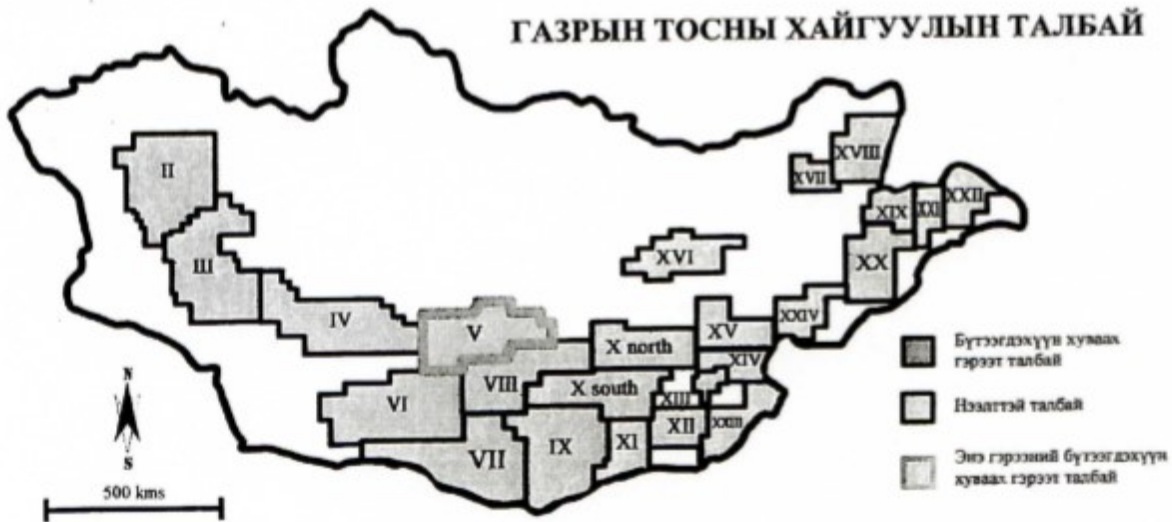 ГАЗРЫН ТОСНЫ ХАЙГУУЛЫН ТАЛБАЙ
II
XVIII
XVII
XXII
XIX
XXI
III
XVI
XX
IV
V
X north
XV
XXIV
XIV
VIII
X south
VI
XIII
VII
IX
XI
XII
XXIII
Бүтээгдэхүүн хуваах
гэрээт талбай
Нээлттэй талбай
Энэ гэрээний бүтээгдэхүүн
хуваах гэрээт талбай
N
S
500 kms